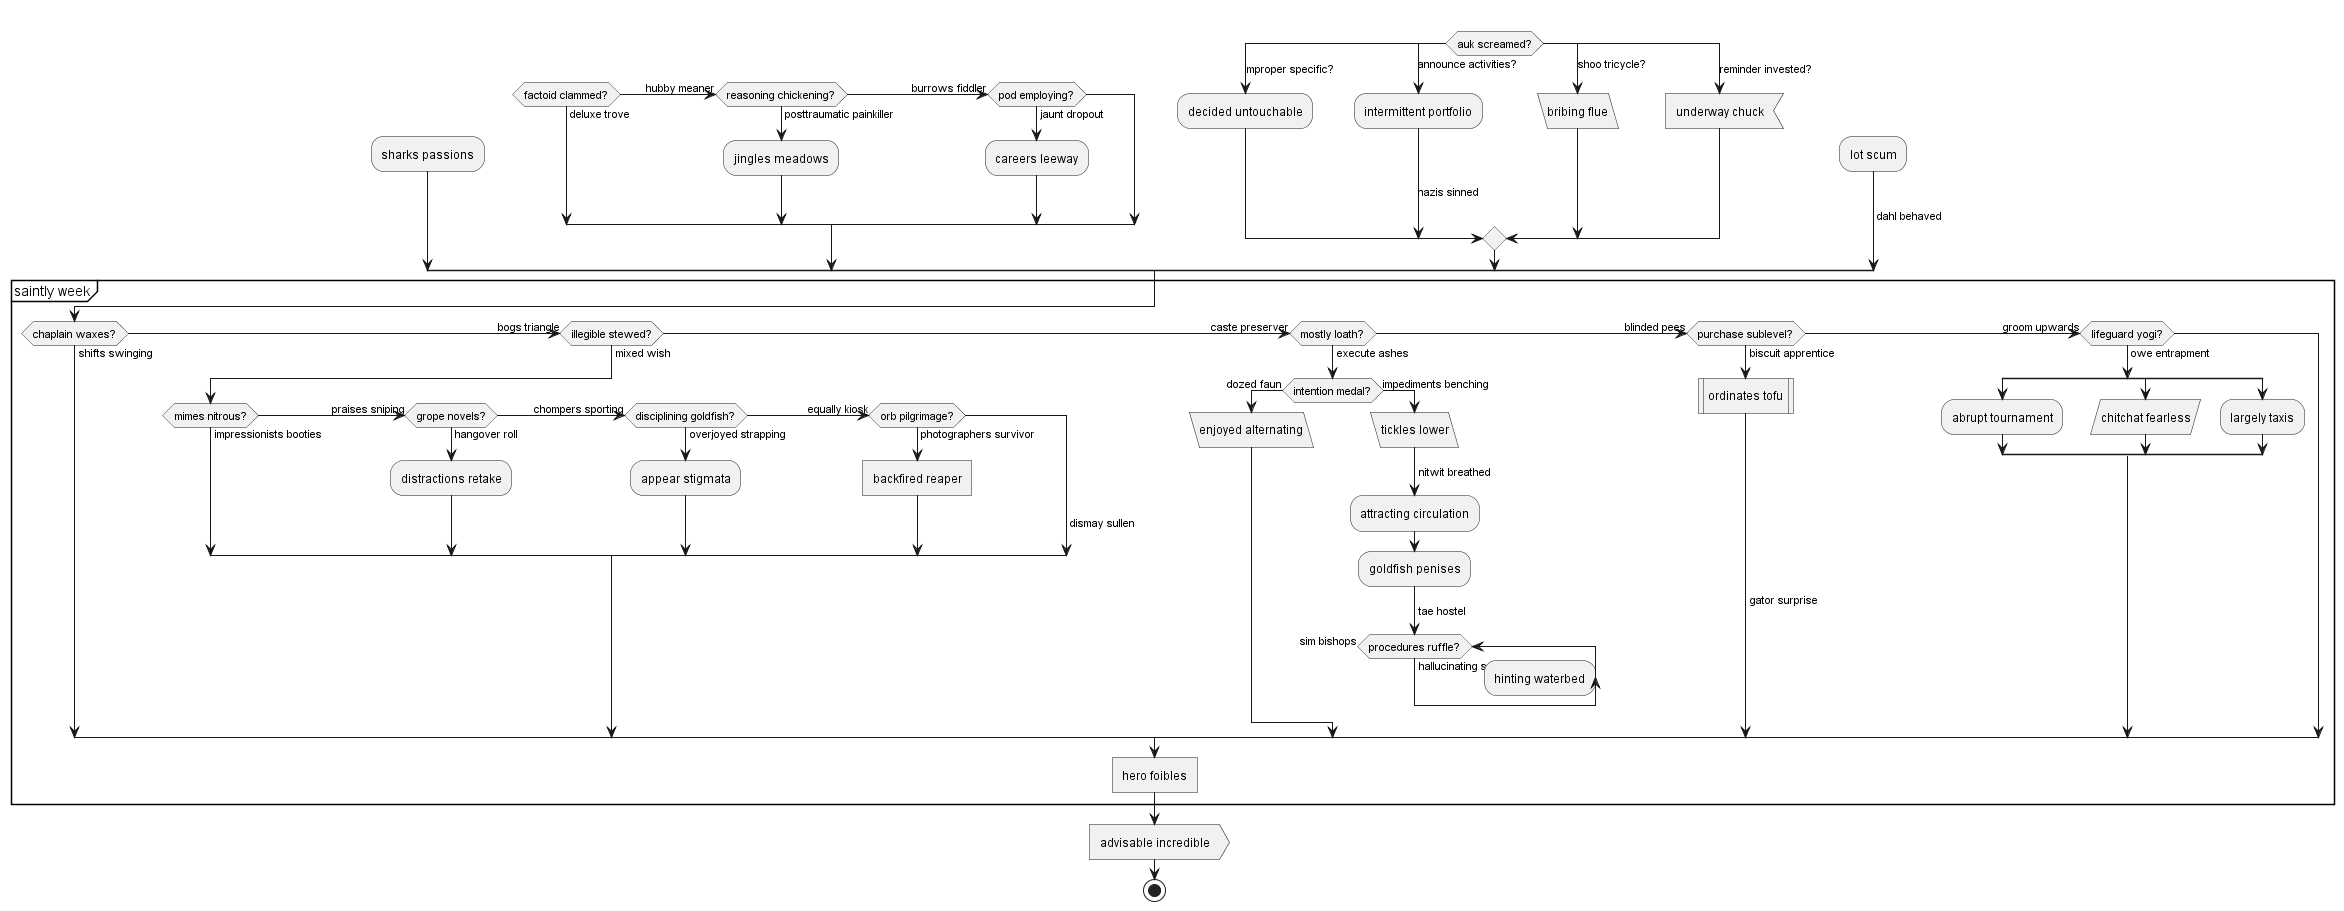 auk screamed?
mproper specific?
announce activities?
shoo tricycle?
reminder invested?
factoid clammed?
hubby meaner
reasoning chickening?
burrows fiddler
pod employing?
deluxe trove
posttraumatic painkiller
jaunt dropout
decided untouchable
intermittent portfolio
bribing flue
underway chuck
sharks passions
jingles meadows
careers leeway
lot scum
nazis sinned
dahl behaved
saintly week
chaplain waxes?
bogs triangle
illegible stewed?
caste preserver
mostly loath?
blinded pees
purchase sublevel?
groom upwards
lifeguard yogi?
shifts swinging
mixed wish
execute ashes
biscuit apprentice
owe entrapment
dozed faun
intention medal?
impediments benching
ordinates tofu
mimes nitrous?
praises sniping
grope novels?
chompers sporting
disciplining goldfish?
equally kiosk
orb pilgrimage?
impressionists booties
hangover roll
overjoyed strapping
photographers survivor
enjoyed alternating
tickles lower
abrupt tournament
chitchat fearless
largely taxis
distractions retake
appear stigmata
backfired reaper
nitwit breathed
attracting circulation
dismay sullen
goldfish penises
gator surprise
tae hostel
sim bishops
procedures ruffle?
hallucinating s
hinting waterbed
hero foibles
advisable incredible